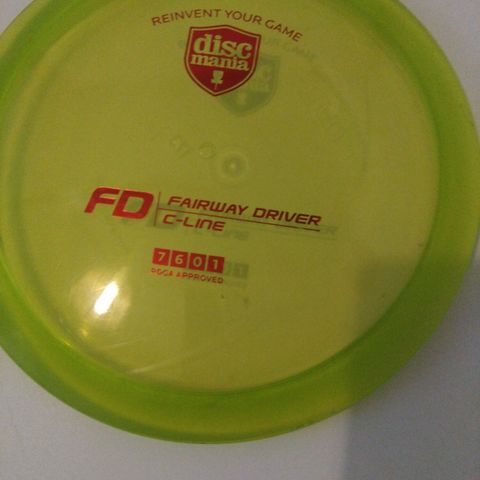 REINVENT YOUR GAME
disc
mania
FD FAIRWAY DRIVER
C-LINE
7 6 0 1
PDGA APPROVED